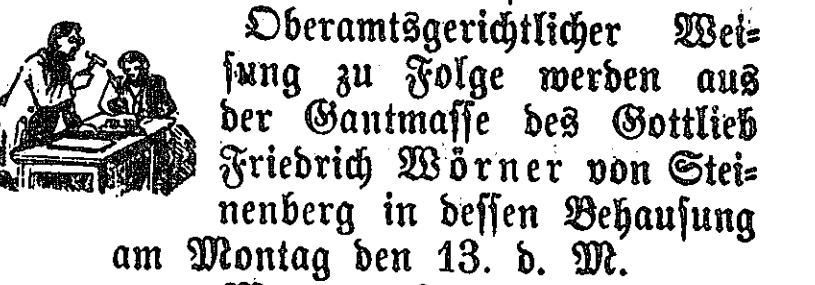 Oberamtsgerichtlicher Wei=
sung zu Folge werden aus
der Gantmasse des Gottlieb
Friedrich Wörner von Stei=
nenberg in dessen Behausung
am Montag den 13. d. M.